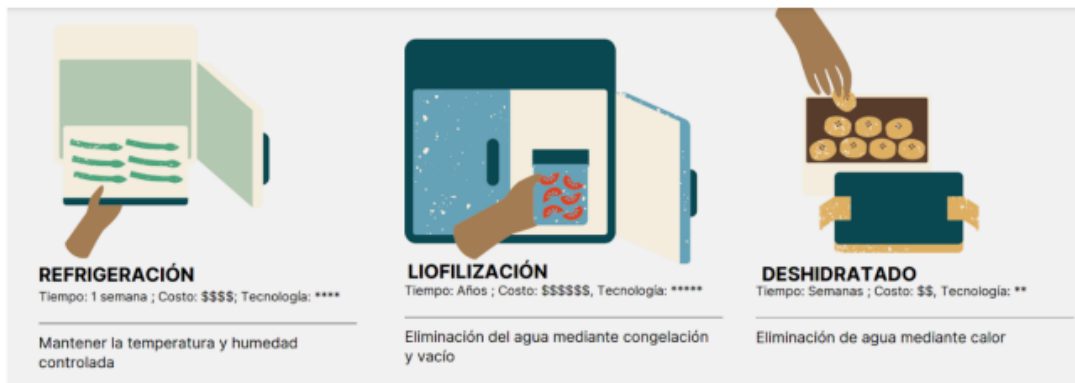 REFRIGERACIÓN
Tiempo: 1 semana ; Costo: $$$$; Tecnología: ****
Mantener la temperatura y humedad
controlada
LIOFILIZACIÓN
Tiempo: Años ; Costo: $$$$$$, Tecnología: *****
Eliminación del agua mediante congelación
y vacío
DESHIDRATADO
Tiempo: Semanas ; Costo: $$, Tecnología: **
Eliminación de agua mediante calor